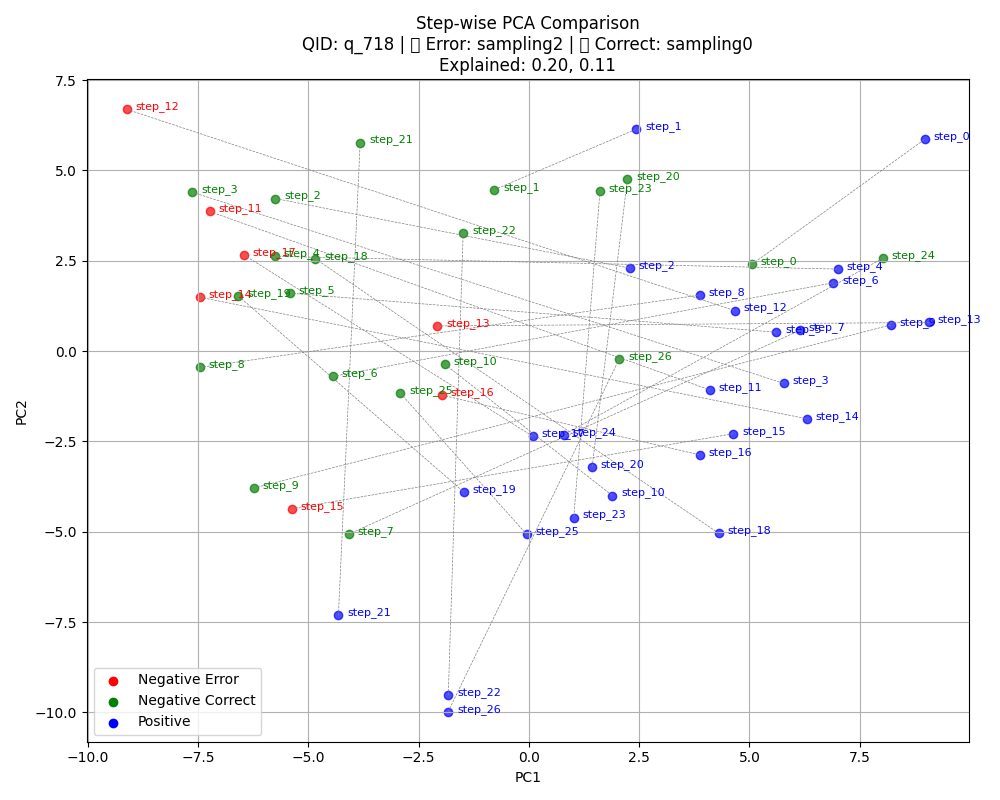 Step-wise PCA Comparison
QID: q_718 | Error: sampling2 | Correct: sampling0
Explained: 0.20, 0.11
7.5
step_12
step_1
step_0
step_21
5.0
step_20
step_3
step_1
step_23
step_2
step_11
step_22
step_17
step_4
step_18
step_0
step_24
2.5
step_2
step_4
step_6
step_14
step_19
step_5
step_8
step_12
step_13
step_13
step_5
step_7
step_9
0.0
step_8
step_10
step_26
step_6
step_3
step_25
step_16
step_11
step_14
PC2
−2.5
step_17
step_24
step_15
step_16
step_20
step_9
step_19
step_10
step_15
step_23
−5.0
step_7
step_25
step_18
step_21
−7.5
step_22
step_26
−10.0
Negative Error
Negative Correct
Positive
−10.0 −7.5 −5.0 −2.5 0.0 2.5 5.0 7.5
PC1